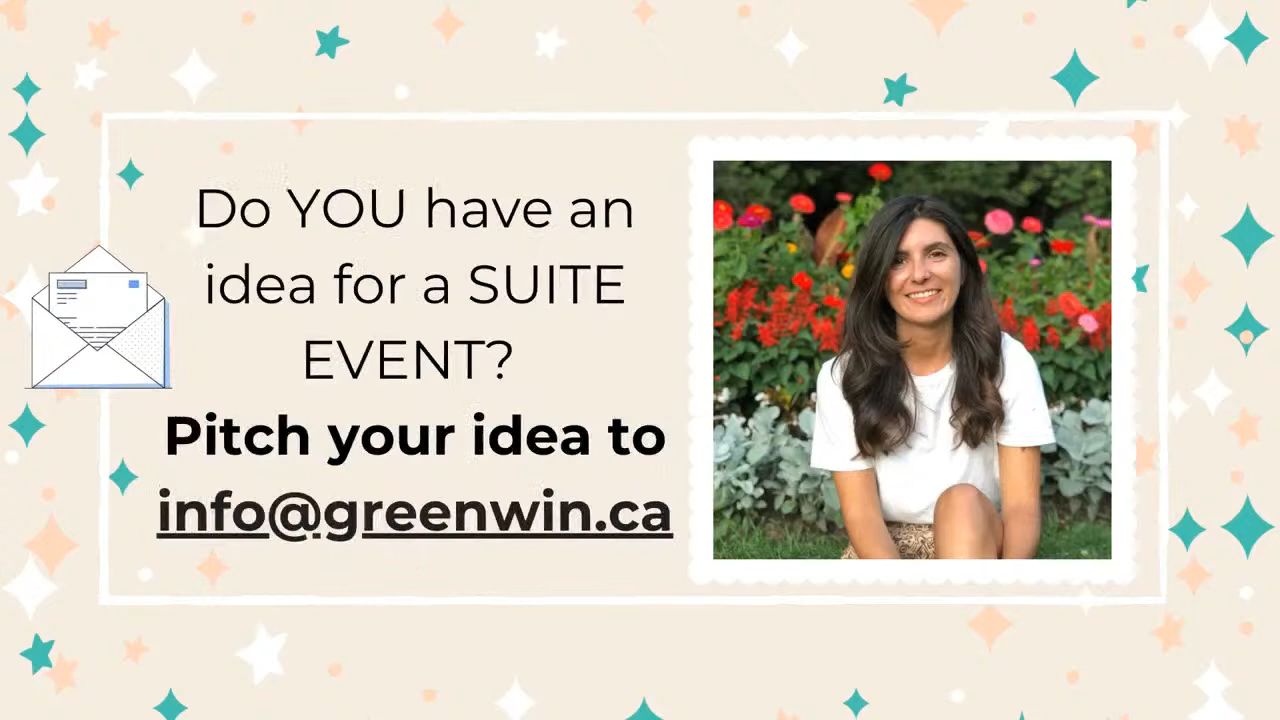 Do YOU have an
idea for a SUITE
EVENT?
Pitch your idea to
info@greenwin.ca